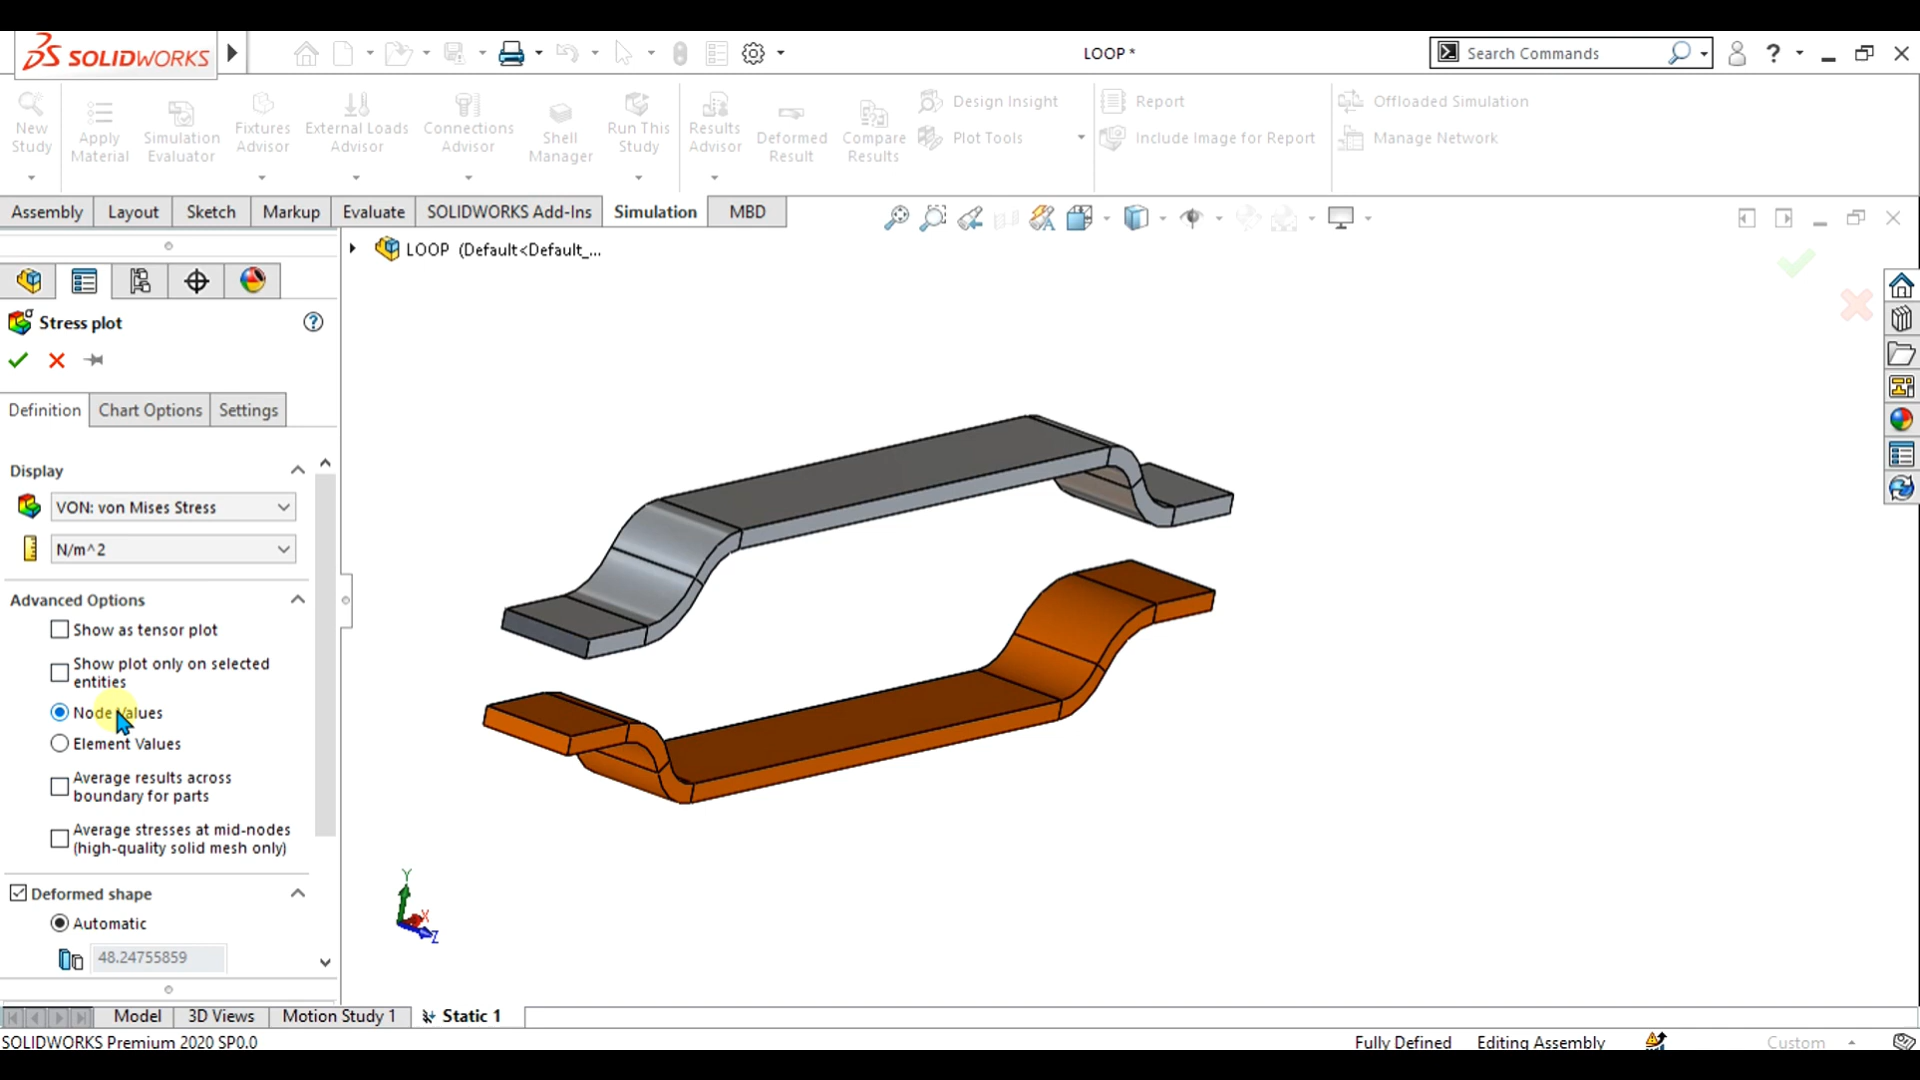 SOLIDWORKS
LOOP *
Search Commands
?
New
Study
Apply
Material
Simulation
Evaluator
Fixtures
Advisor
External Loads
Advisor
Connections
Advisor
Shell
Manager
Run This
Study
Results
Advisor
Deformed
Result
Compare
Results
Design Insight
Plot Tools
Report
Include Image for Report
Offloaded Simulation
Manage Network
Assembly
Layout
Sketch
Markup
Evaluate
SOLIDWORKS Add-Ins
Simulation
MBD
LOOP (Default<Default_...
Stress plot
?
Definition
Chart Options
Settings
Display
VON: von Mises Stress
N/m^2
Advanced Options
Show as tensor plot
Show plot only on selected
entities
Node Values
Element Values
Average results across
boundary for parts
Average stresses at mid-nodes
(high-quality solid mesh only)
Deformed shape
Automatic
48.24755859
Y
X
Z
Model
3D Views
Motion Study 1
Static 1
SOLIDWORKS Premium 2020 SP0.0
Fully Defined
Editing Assembly
Custom